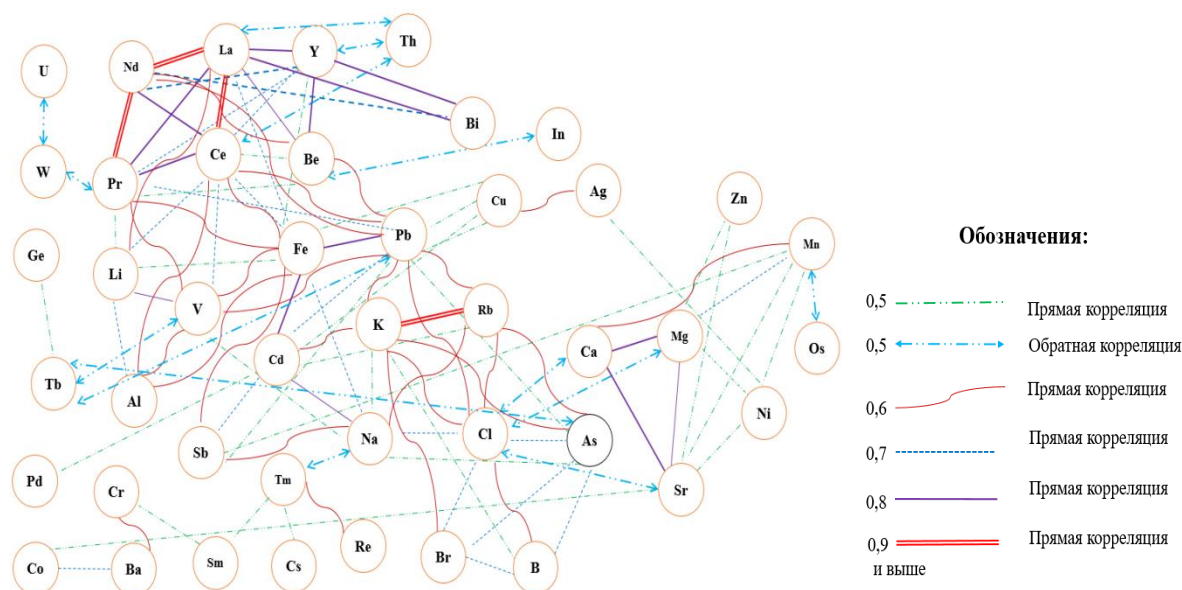 La
Y
Th
Nd
U
Bi
In
Ce
Be
W
Pr
Cu
Ag
Zn
Pb
Mn
Fe
Ge
Li
V
Rb
K
Ca
Mg
Os
Cd
Tb
Al
Ni
Na
Cl
As
Sb
Pd
Cr
Tm
Sr
Re
Br
B
Co
Ba
Sm
Cs
Обозначения:
0,5 Прямая корреляция
0,5 Обратная корреляция
0,6 Прямая корреляция
0,7 Прямая корреляция
0,8 Прямая корреляция
0,9 Прямая корреляция
и выше